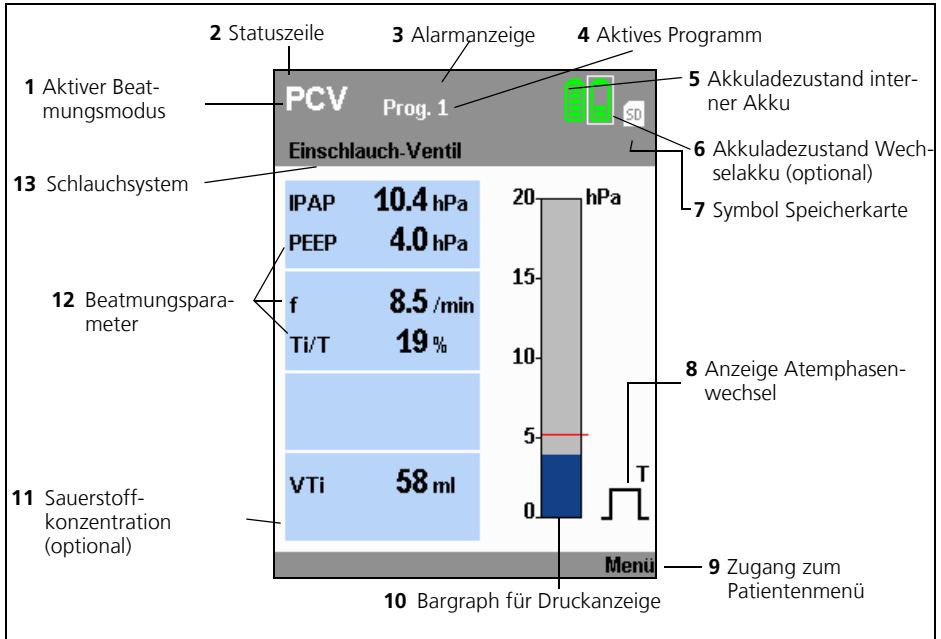 2 Statuszeile
3 Alarmanzeige
4 Aktives Programm
1 Aktiver Beat-
mungsmodus
5 Akkuladezustand inter-
ner Akku
PCV
Prog. 1
SD
Einschlauch-Ventil
6 Akkuladezustand Wech-
selakku (optional)
13 Schlauchsystem
7 Symbol Speicherkarte
IPAP 10.4 hPa
PEEP 4.0 hPa
20 hPa
15
12 Beatmungspara-
meter
f 8.5 /min
Ti/T 19 %
10
8 Anzeige Atemphasen-
wechsel
5
VTi 58 ml
T
11 Sauerstoff-
konzentration
(optional)
0
Menü
9 Zugang zum
Patientenmenü
10 Bargraph für Druckanzeige